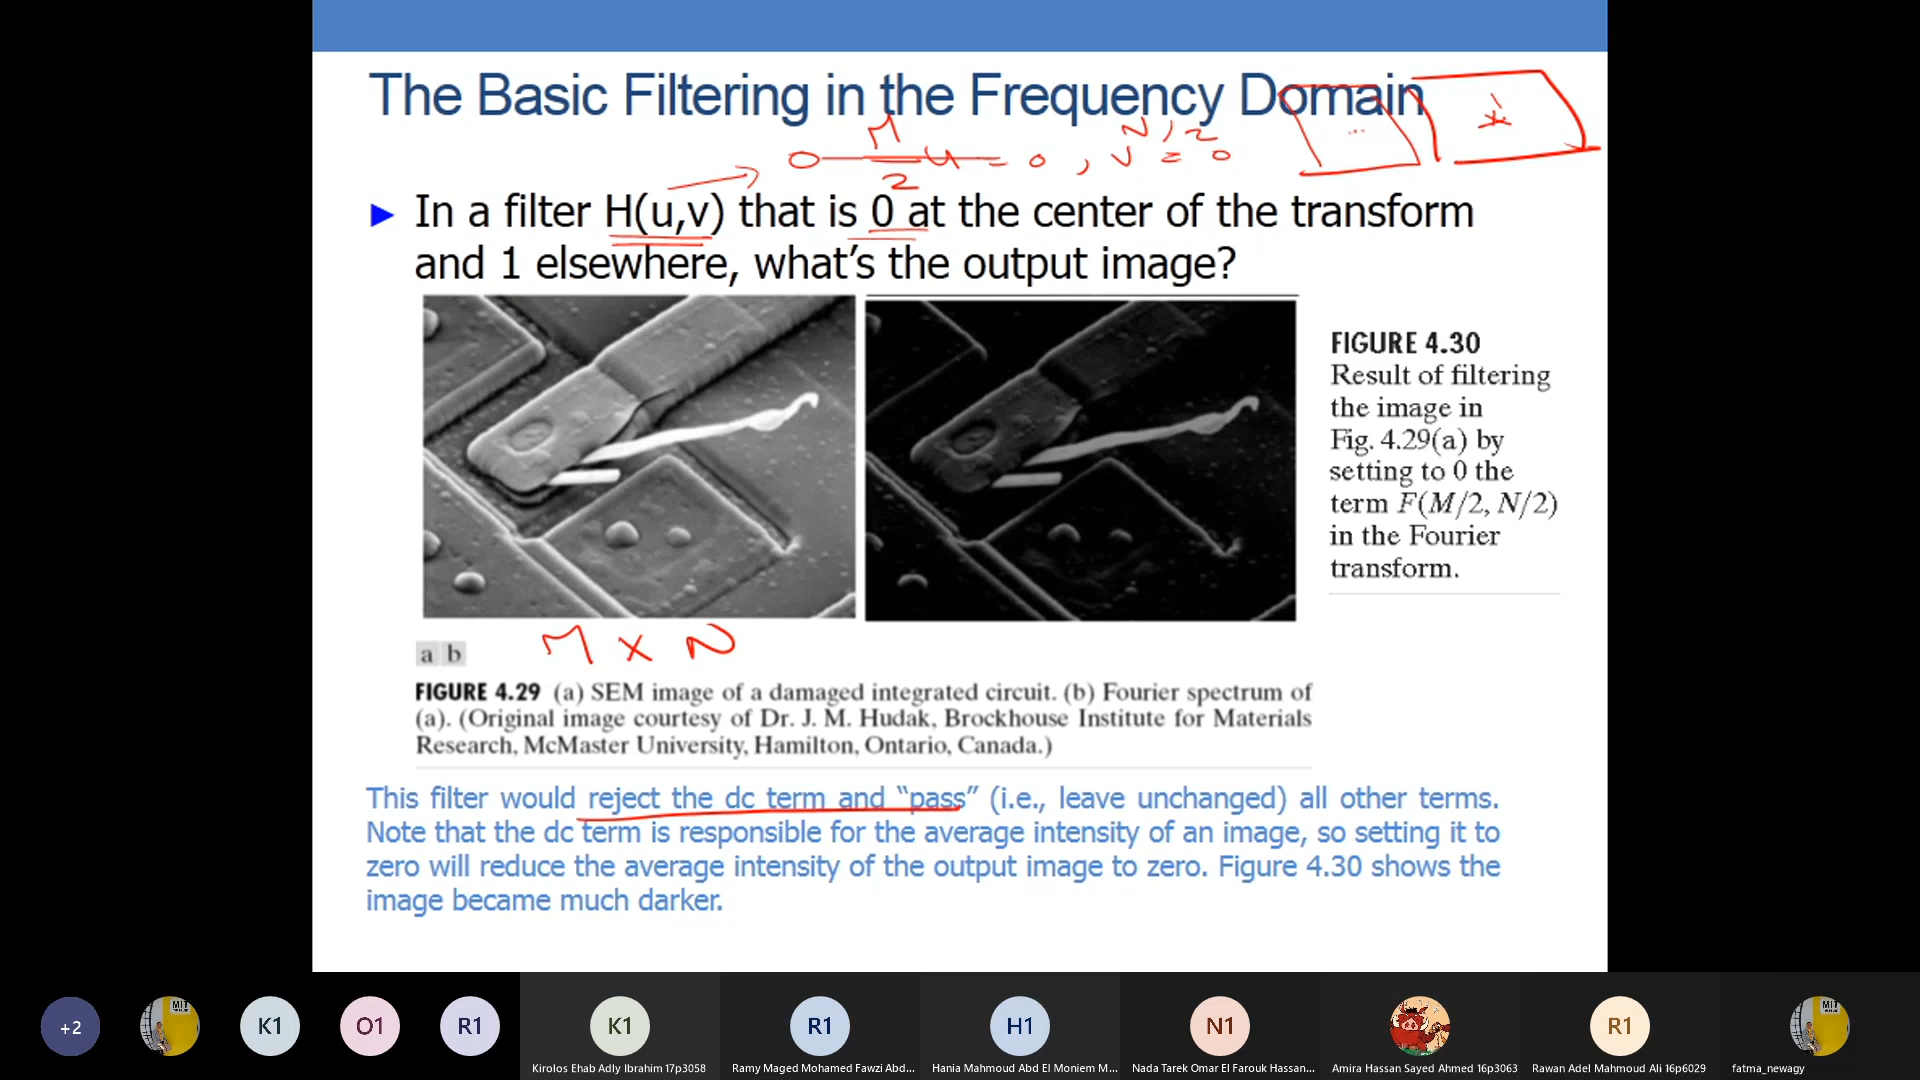 The Basic Filtering in the Frequency Domain
M
N/2
0 u = 0 , v = 0
2
► In a filter H(u,v) that is 0 at the center of the transform
and 1 elsewhere, what’s the output image?
FIGURE 4.30
Result of filtering
the image in
Fig. 4.29(a) by
setting to 0 the
term F(M/2, N/2)
in the Fourier
transform.
M x N
a b
FIGURE 4.29 (a) SEM image of a damaged integrated circuit. (b) Fourier spectrum of
(a). (Original image courtesy of Dr. J. M. Hudak, Brockhouse Institute for Materials
Research, McMaster University, Hamilton, Ontario, Canada.)
This filter would reject the dc term and “pass” (i.e., leave unchanged) all other terms.
Note that the dc term is responsible for the average intensity of an image, so setting it to
zero will reduce the average intensity of the output image to zero. Figure 4.30 shows the
image became much darker.
+2
MIT
K1
O1
R1
K1
R1
H1
N1
R1
Kirolos Ehab Adly Ibrahim 17p3058
Ramy Maged Mohamed Fawzi Abd...
Hania Mahmoud Abd El Moniem M...
Nada Tarek Omar El Farouk Hassan...
Amira Hassan Sayed Ahmed 16p3063
Rawan Adel Mahmoud Ali 16p6029
fatma_newagy